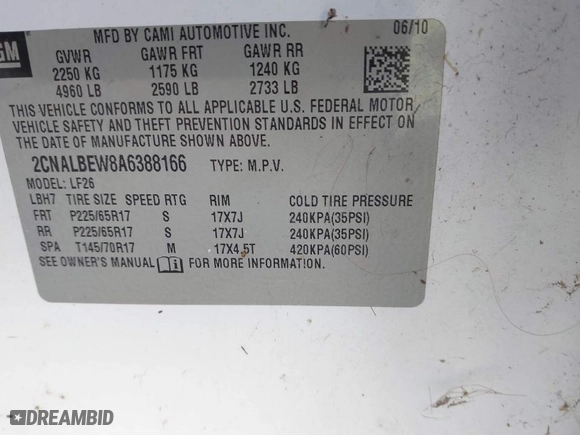 GM
MFD BY CAMI AUTOMOTIVE INC. 06/10
GVWR GAWR FRT GAWR RR
2250 KG 1175 KG 1240 KG
4960 LB 2590 LB 2733 LB
THIS VEHICLE CONFORMS TO ALL APPLICABLE U.S. FEDERAL MOTOR
VEHICLE SAFETY AND THEFT PREVENTION STANDARDS IN EFFECT ON
THE DATE OF MANUFACTURE SHOWN ABOVE.
2CNALBEW8A6388166 TYPE: M.P.V.
MODEL: LF26
LBH7 TIRE SIZE SPEED RTG RIM COLD TIRE PRESSURE
FRT P225/65R17 S 17X7J 240KPA(35PSI)
RR P225/65R17 S 17X7J 240KPA(35PSI)
SPA T145/70R17 M 17X4.5T 420KPA(60PSI)
SEE OWNER'S MANUAL FOR MORE INFORMATION.
DREAMBID